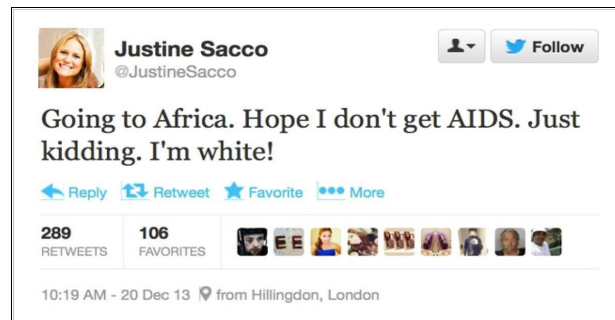 Justine Sacco
@JustineSacco
Follow
Going to Africa. Hope I don't get AIDS. Just
kidding. I'm white!
Reply Retweet Favorite More
289 106
RETWEETS FAVORITES
10:19 AM - 20 Dec 13 from Hillingdon, London